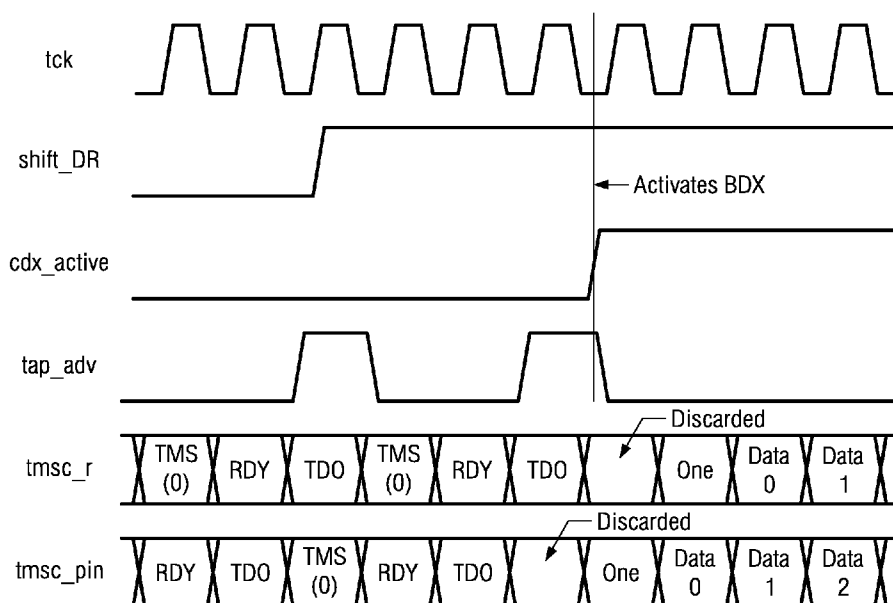 tck
shift_DR
Activates BDX
cdx_active
tap_adv
Discarded
tmsc_r TMS (0) RDY TDO TMS (0) RDY TDO One Data 0 Data 1
Discarded
tmsc_pin RDY TDO TMS (0) RDY TDO One Data 0 Data 1 Data 2